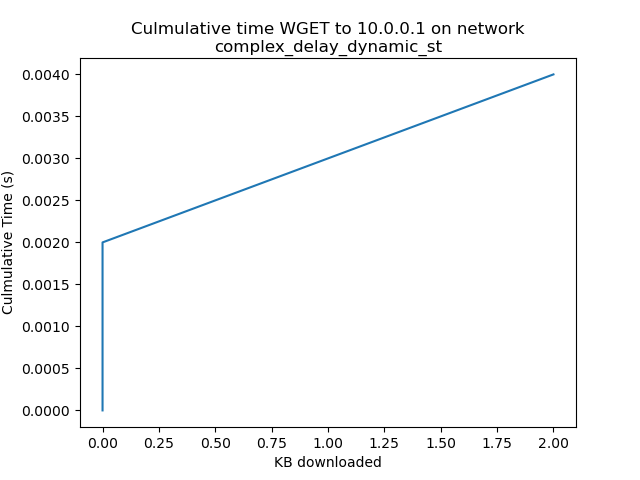 Culmulative time WGET to 10.0.0.1 on network
complex_delay_dynamic_st
0.0040
0.0035
0.0030
0.0025
0.0020
0.0015
0.0010
0.0005
0.0000
Culmulative Time (s)
0.00 0.25 0.50 0.75 1.00 1.25 1.50 1.75 2.00
KB downloaded